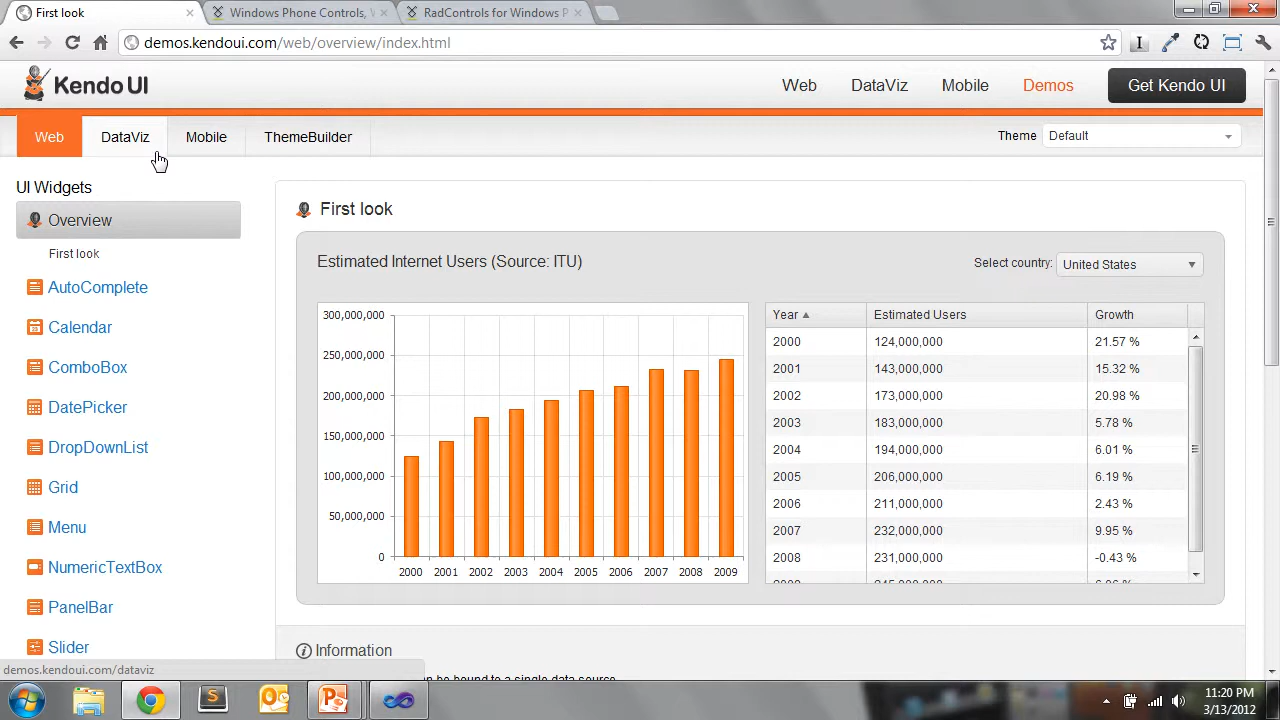 First look
Windows Phone Controls, 
RadControls for Windows P
demos.kendoui.com/web/overview/index.html
Kendo UI
Web
DataViz
Mobile
Demos
Get Kendo UI
Web
DataViz
Mobile
ThemeBuilder
Theme
Default
UI Widgets
Overview
First look
AutoComplete
Calendar
ComboBox
DatePicker
DropDownList
Grid
Menu
NumericTextBox
PanelBar
Slider
First look
Estimated Internet Users (Source: ITU)
Select country:
United States
300,000,000
250,000,000
200,000,000
150,000,000
100,000,000
50,000,000
0
2000 2001 2002 2003 2004 2005 2006 2007 2008 2009
Year Estimated Users Growth
2000 124,000,000 21.57 %
2001 143,000,000 15.32 %
2002 173,000,000 20.98 %
2003 183,000,000 5.78 %
2004 194,000,000 6.01 %
2005 206,000,000 6.19 %
2006 211,000,000 2.43 %
2007 232,000,000 9.95 %
2008 231,000,000 -0.43 %
Information
be bound to a single data source
demos.kendoui.com/dataviz
11:20 PM
3/13/2012